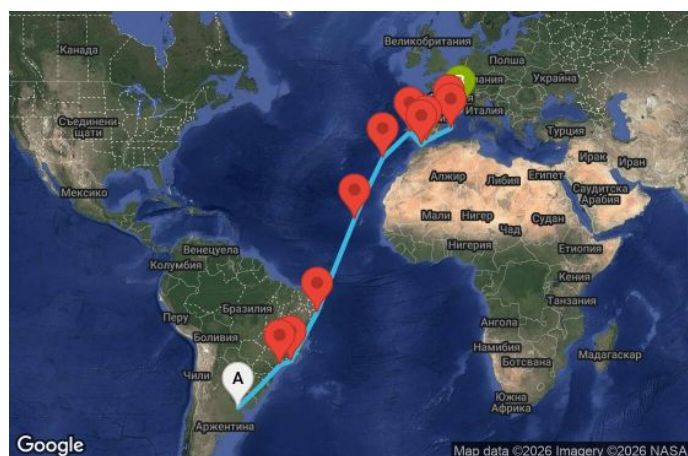 Великобритания
Канада
Полша
мания
Украйна
Италия
Съединени
щати
Турция
Ирак
Иран
Алжир
Либия
Египет
Саудитска
Арабия
Мексико
Мали
Нигер
Судан
Чад
Венецуела
Нигерия
Етиопия
Колумбия
Кения
Бразилия
Танзания
Перу
Ангола
Боливия
Намибия
Мадагаскар
Ботсвана
Чили
A
Южна
Африка
Аржентина
Google
Map data ©2026 Imagery ©2026 NASA